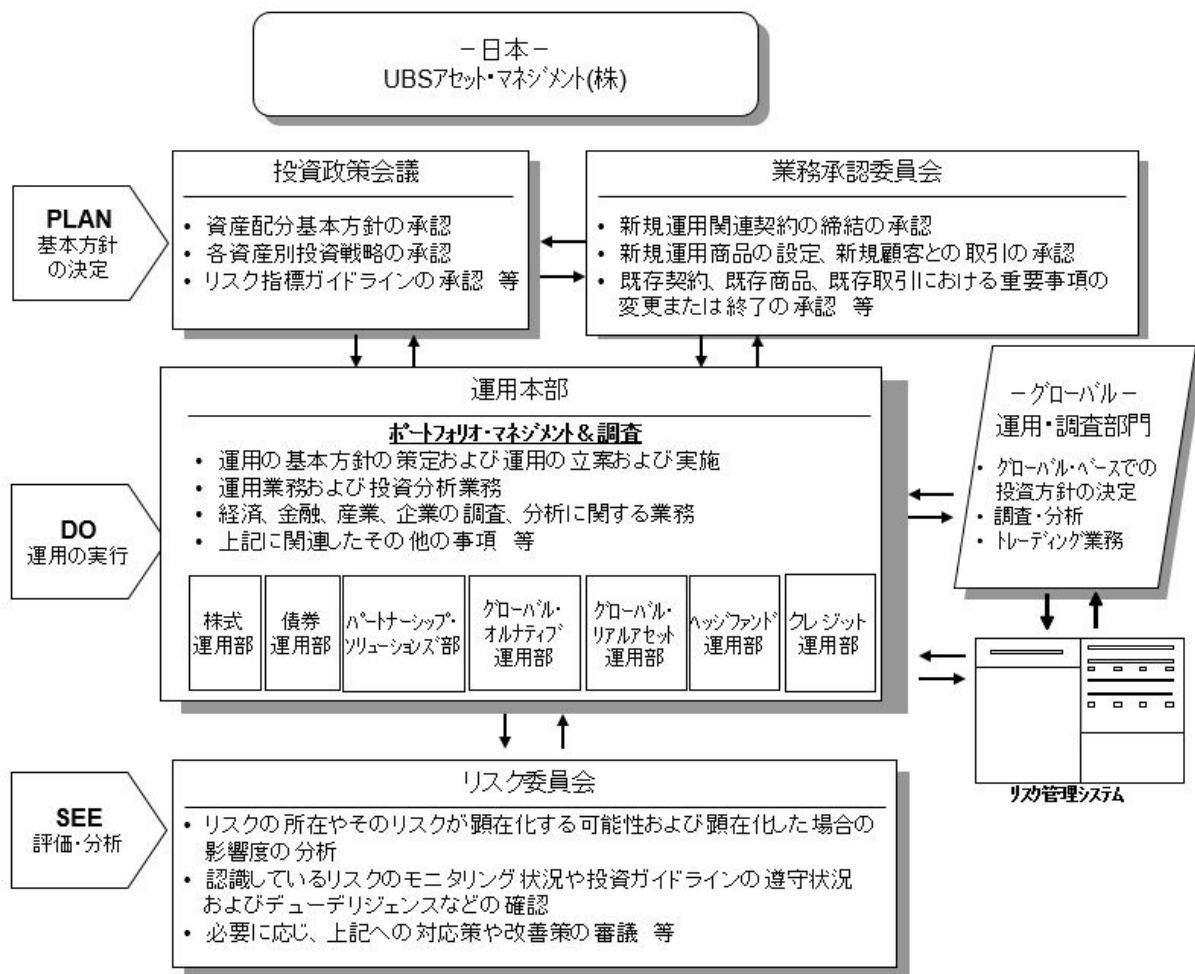 －日本－
UBSアセット・マネジメント(株)
PLAN
基本方針
の決定
投資政策会議
• 資産配分基本方針の承認
• 各資産別投資戦略の承認
• リスク指標ガイドラインの承認 等
業務承認委員会
• 新規運用関連契約の締結の承認
• 新規運用商品の設定、新規顧客との取引の承認
• 既存契約、既存商品、既存取引における重要事項の
変更または終了の承認 等
DO
運用の実行
運用本部
ポートフォリオ・マネジメント＆調査
• 運用の基本方針の策定および運用の立案および実施
• 運用業務および投資分析業務
• 経済、金融、産業、企業の調査、分析に関する業務
• 上記に関連したその他の事項 等
株式
運用部
債券
運用部
パートナーシップ・
ソリューションズ部
グローバル・
オルナティブ
運用部
グローバル・
リアルアセット
運用部
ヘッジファンド
運用部
クレジット
運用部
－グローバル－
運用・調査部門
• グローバル・ベースでの
投資方針の決定
• 調査・分析
• トレーディング業務
リスク管理システム
SEE
評価・分析
リスク委員会
• リスクの所在やそのリスクが顕在化する可能性および顕在化した場合の
影響度の分析
• 認識しているリスクのモニタリング状況や投資ガイドラインの遵守状況
およびデューデリジェンスなどの確認
• 必要に応じ、上記への対応策や改善策の審議 等